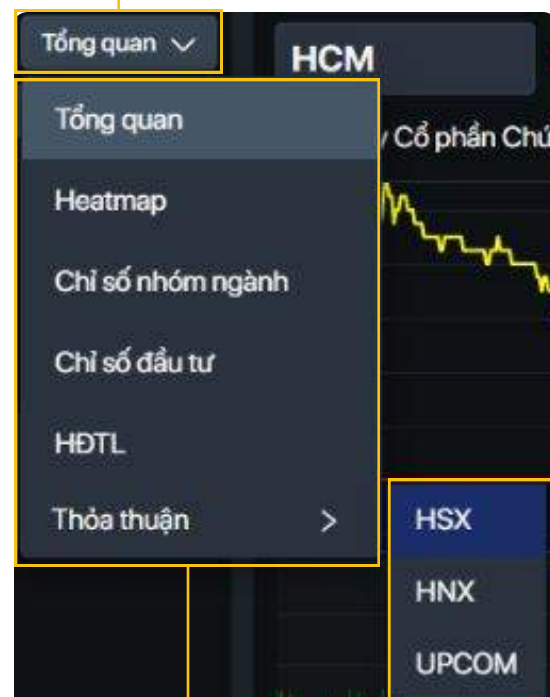 Tổng quan
HCM
Tổng quan
y Cổ phần Chứ
Heatmap
Chỉ số nhóm ngành
Chỉ số đầu tư
HĐTL
Thỏa thuận >
HSX
HNX
UPCOM